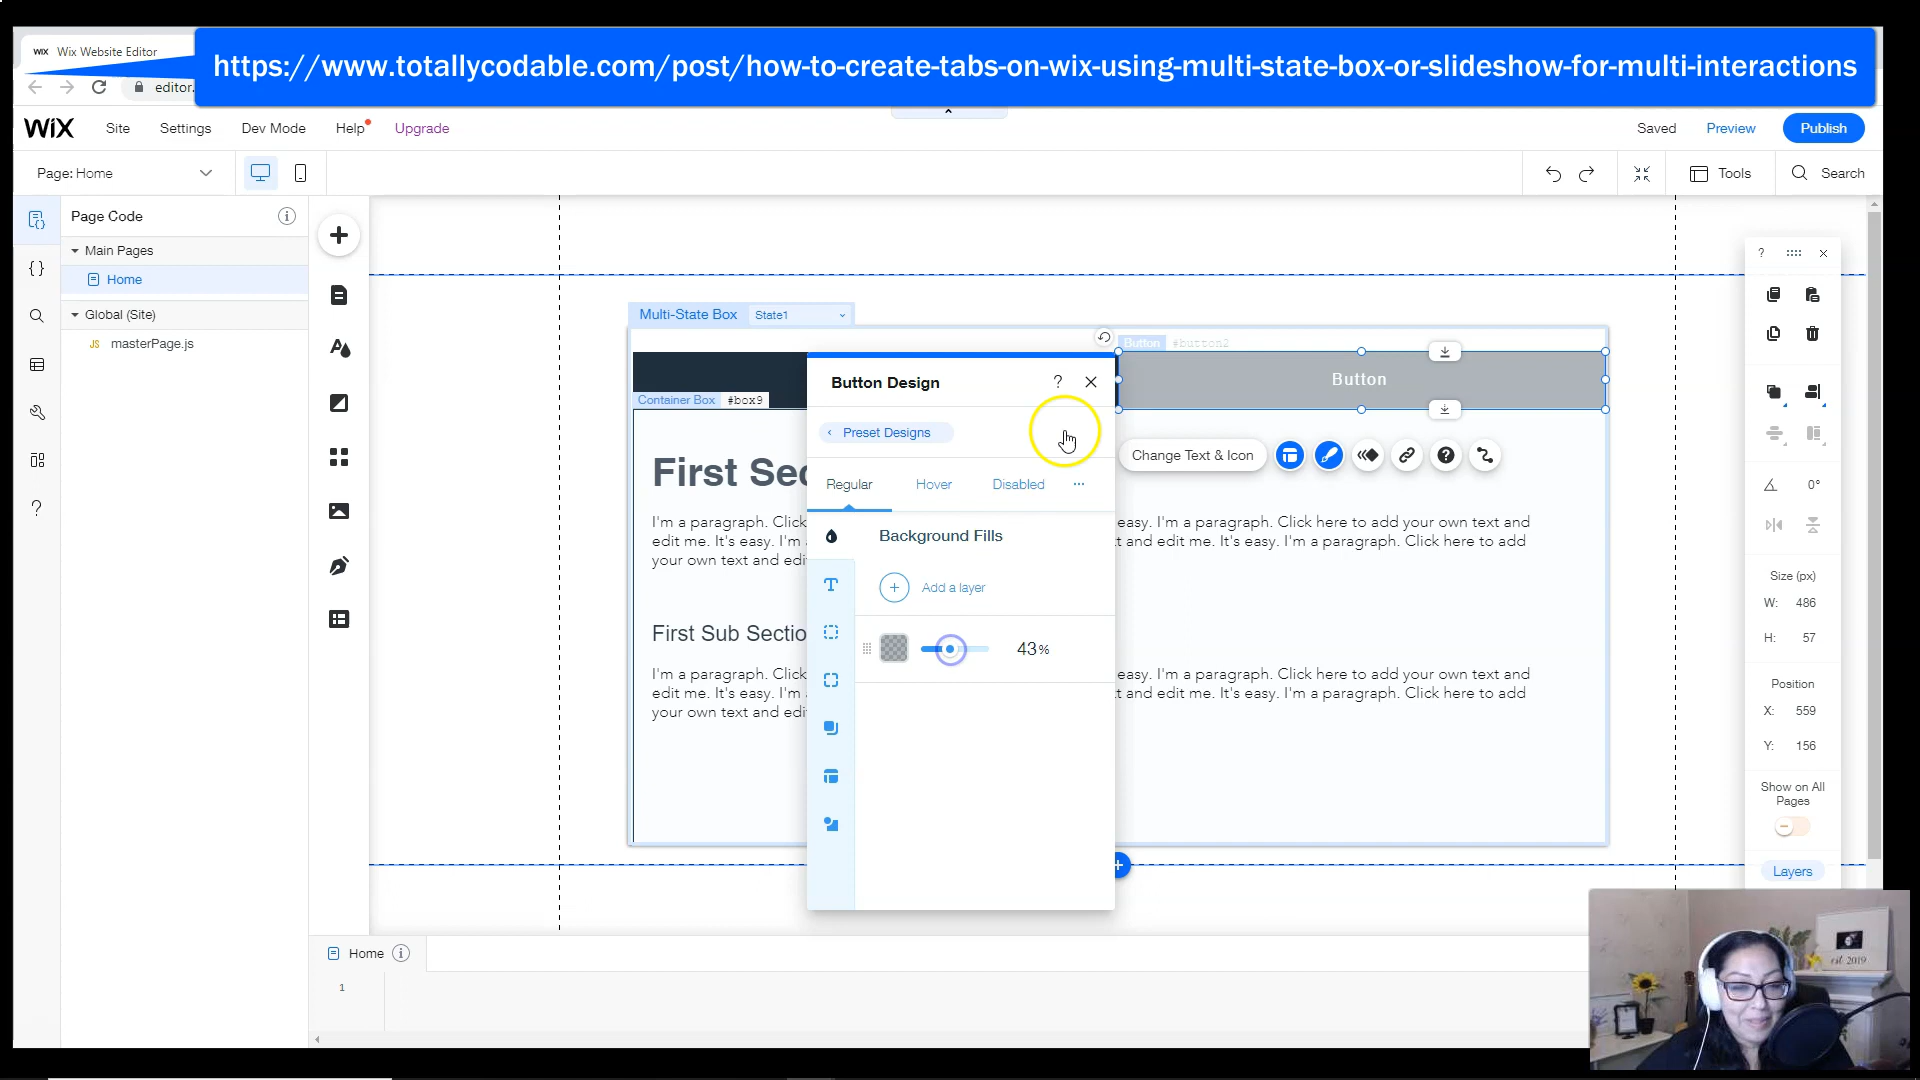 WIX Wix Website Editor
https://www.totallycodable.com/post/how-to-create-tabs-on-wix-using-multi-state-box-or-slideshow-for-multi-interactions
editor.
WiX Site Settings Dev Mode Help Upgrade Saved Preview Publish
Page: Home Tools Search
Page Code
Main Pages
Home
Global (Site)
JS masterPage.js
Multi-State Box State1
Button #button2
Button
Container Box #box9
Button Design ?
Preset Designs
Change Text & Icon
Regular Hover Disabled ...
Background Fills
Add a layer
43%
First Sec
I'm a paragraph. Click easy. I'm a paragraph. Click here to add your own text and
edit me. It's easy. I'm t and edit me. It's easy. I'm a paragraph. Click here to add
your own text and edi
First Sub Sectio
I'm a paragraph. Click easy. I'm a paragraph. Click here to add your own text and
edit me. It's easy. I'm t and edit me. It's easy. I'm a paragraph. Click here to add
your own text and edi
?
0°
Size (px)
W: 486
H: 57
Position
X: 559
Y: 156
Show on All
Pages
Layers
Home
1
est. 2019